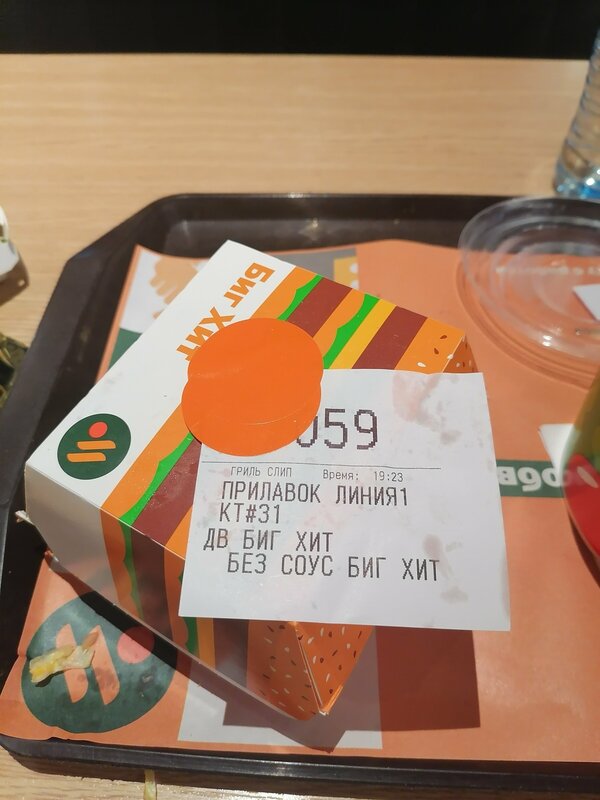 Биг Хит
059
ГРИЛЬ СЛИП Время: 19:23
ПРИЛАВОК ЛИНИЯ1
КТ#31
ДВ БИГ ХИТ
БЕЗ СОУС БИГ ХИТ